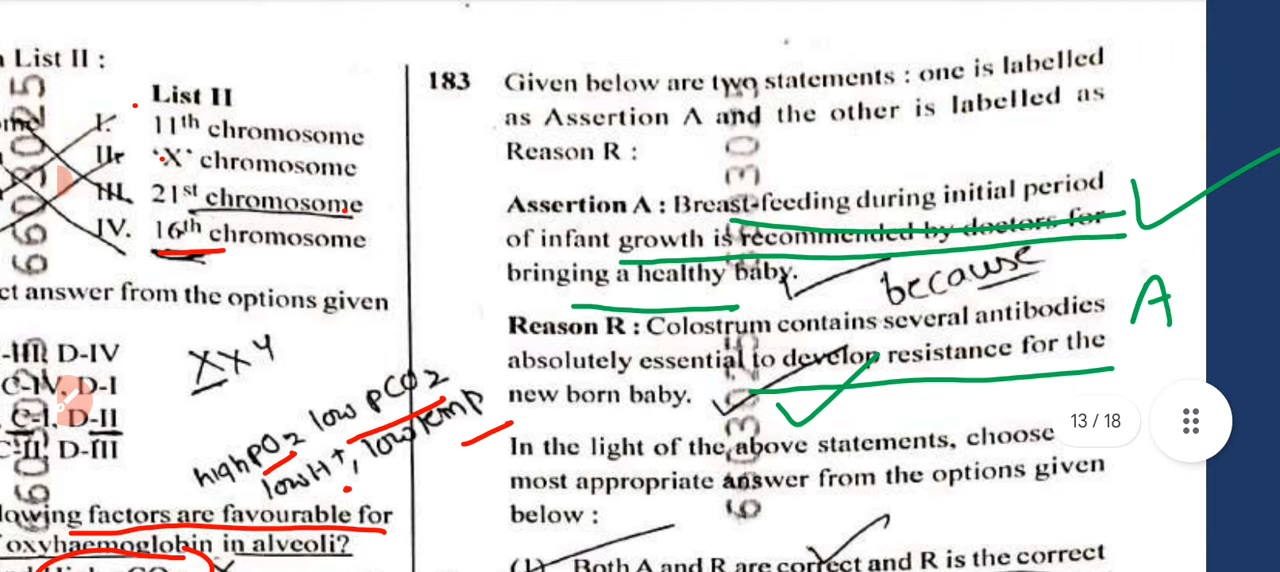 List II :
List II
I. 11th chromosome
II. 'X' chromosome
III. 21st chromosome
IV. 16th chromosome
ct answer from the options given
-III, D-IV
C-IV, D-I
C-I, D-II
C-II, D-III
XXY
high PO2 low pCO2
low H+, low temp
lowing factors are favourable for
oxyhaemoglobin in alveoli?
183 Given below are two statements : one is labelled
as Assertion A and the other is labelled as
Reason R :
Assertion A : Breast-feeding during initial period
of infant growth is recommended by doctors for
bringing a healthy baby.
because
A
Reason R : Colostrum contains several antibodies
absolutely essential to develop resistance for the
new born baby.
13 / 18
In the light of the above statements, choose
most appropriate answer from the options given
below :
(1) Both A and R are correct and R is the correct
6603025